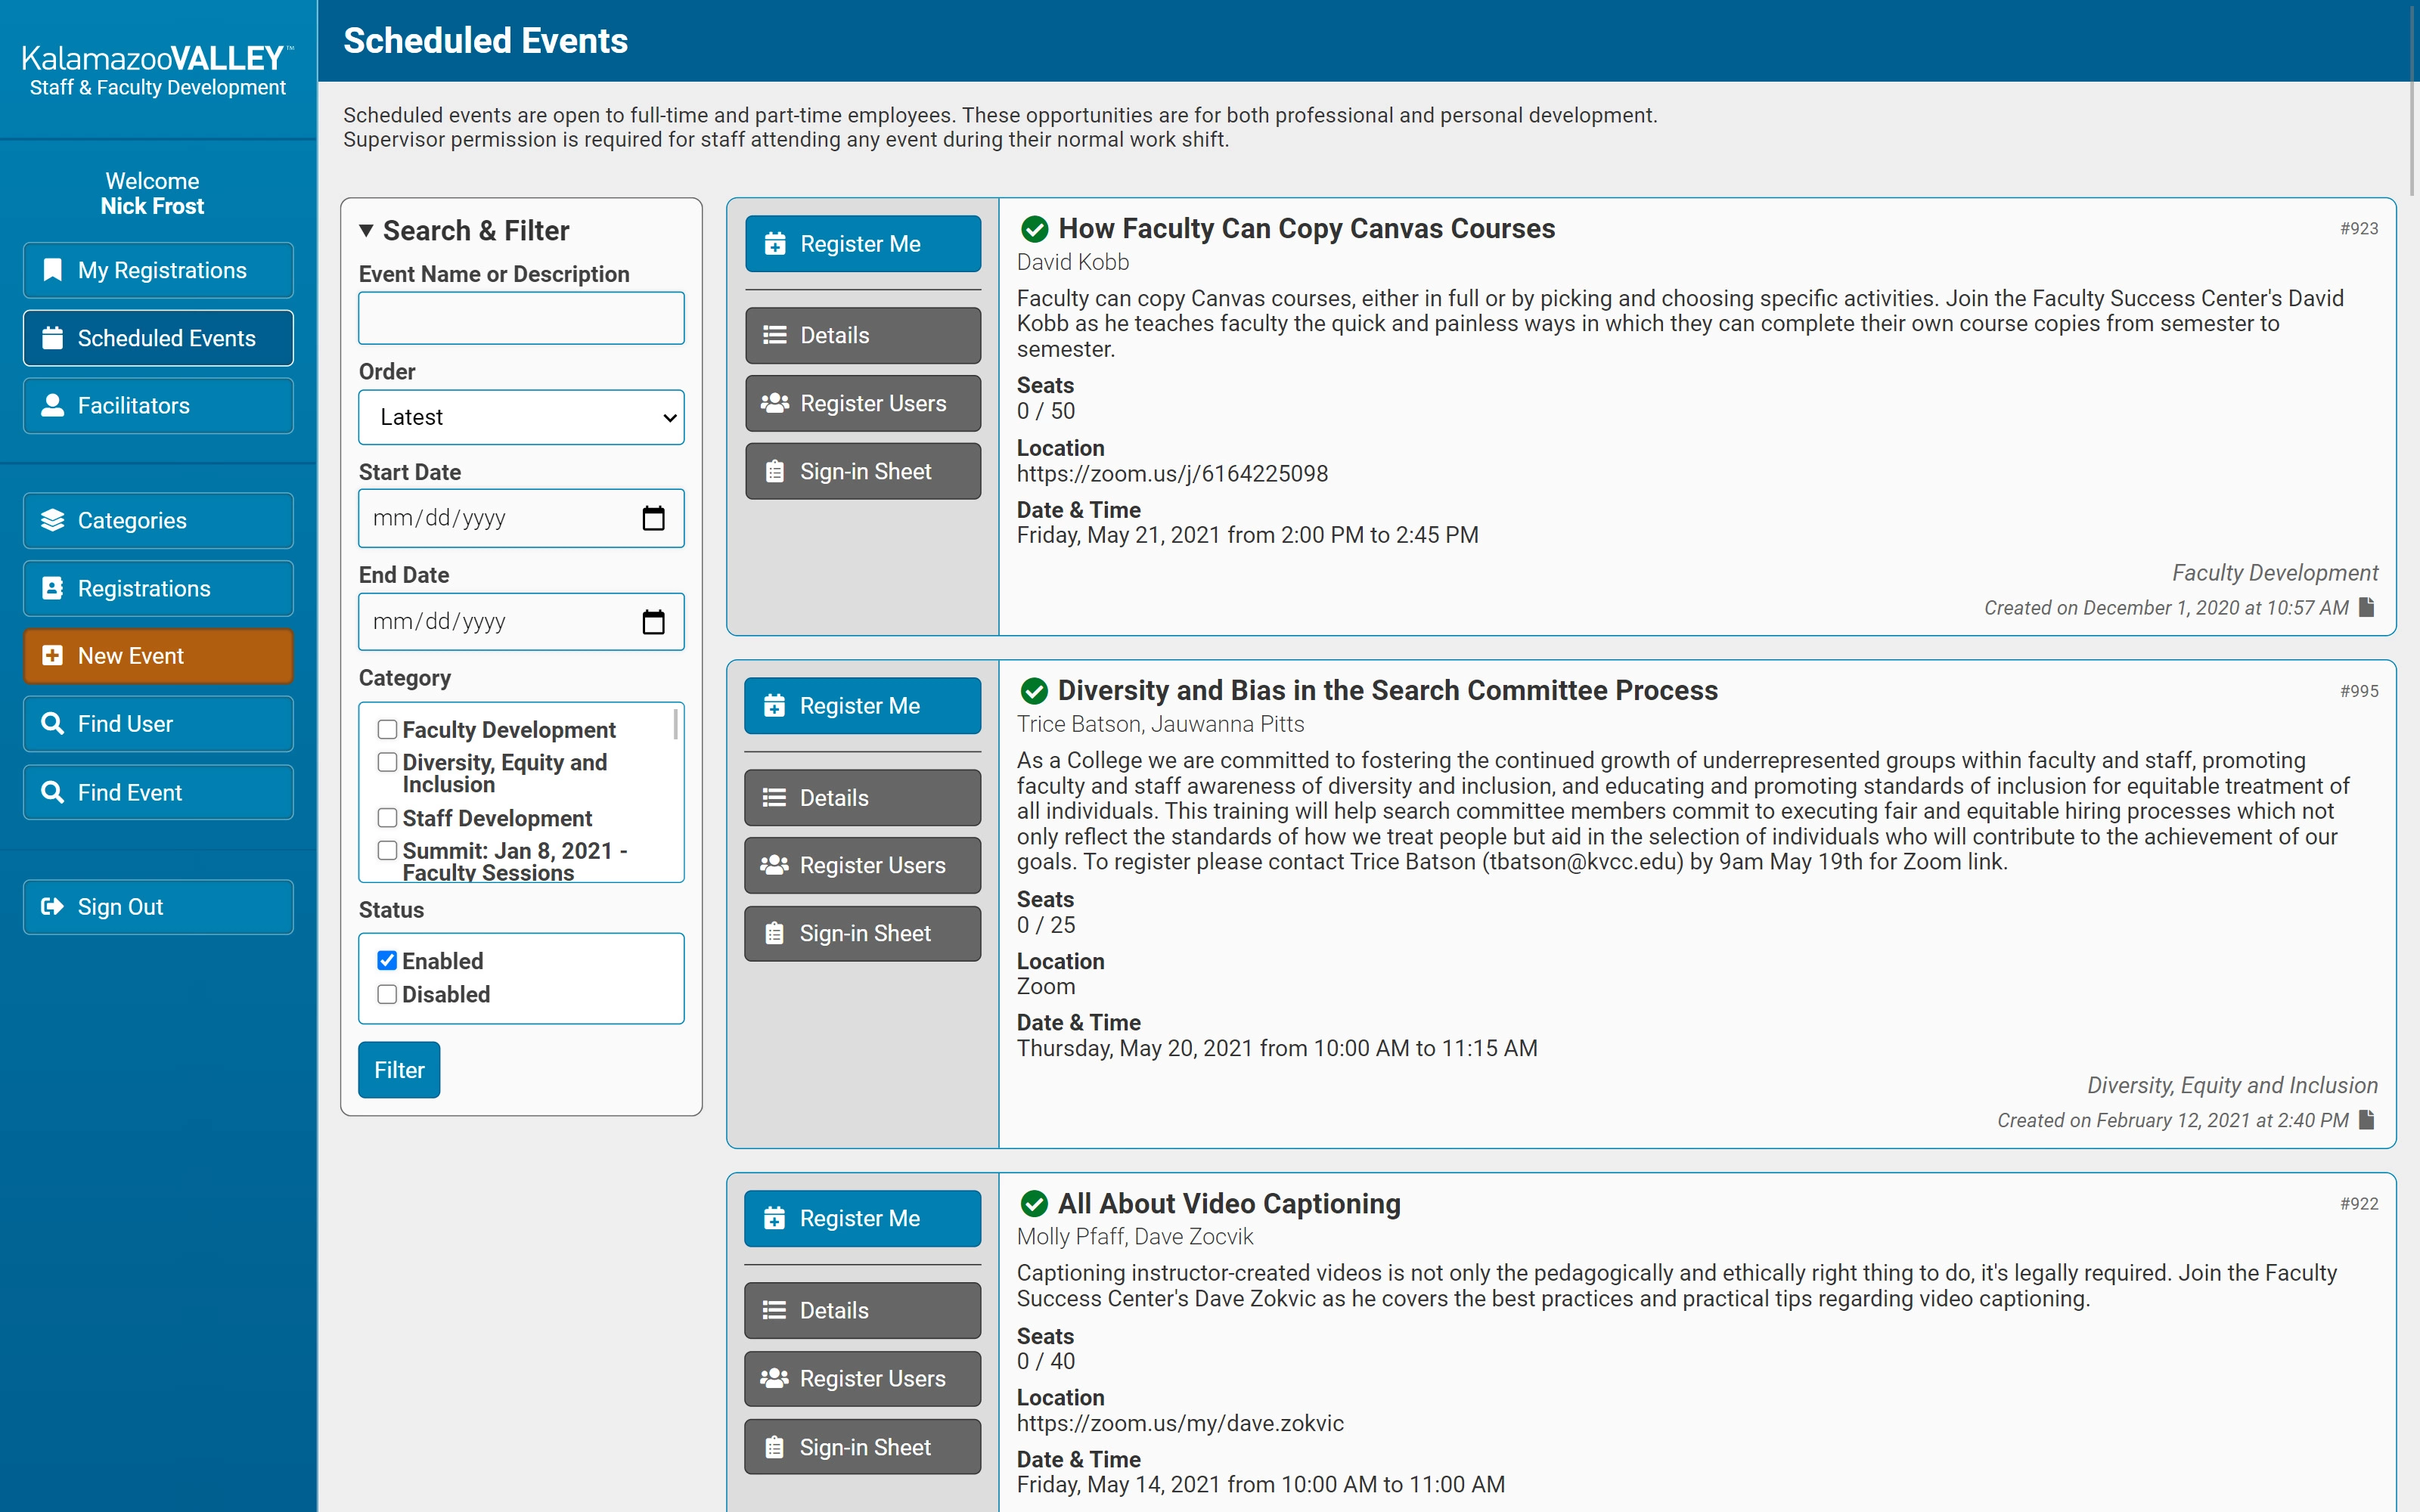 KalamazooVALLEY™
Staff & Faculty Development
Welcome
Nick Frost
My Registrations
Scheduled Events
Facilitators
Categories
Registrations
New Event
Find User
Find Event
Sign Out
Scheduled Events
Scheduled events are open to full-time and part-time employees. These opportunities are for both professional and personal development.
Supervisor permission is required for staff attending any event during their normal work shift.
▼ Search & Filter
Event Name or Description
Order
Latest
Start Date
mm/dd/yyyy
End Date
mm/dd/yyyy
Category
Faculty Development
Diversity, Equity and
Inclusion
Staff Development
Summit: Jan 8, 2021 -
Faculty Sessions
Status
Enabled
Disabled
Filter
Register Me
Details
Register Users
Sign-in Sheet
How Faculty Can Copy Canvas Courses
#923
David Kobb
Faculty can copy Canvas courses, either in full or by picking and choosing specific activities. Join the Faculty Success Center's David
Kobb as he teaches faculty the quick and painless ways in which they can complete their own course copies from semester to
semester.
Seats
0 / 50
Location
https://zoom.us/j/6164225098
Date & Time
Friday, May 21, 2021 from 2:00 PM to 2:45 PM
Faculty Development
Created on December 1, 2020 at 10:57 AM
Register Me
Details
Register Users
Sign-in Sheet
Diversity and Bias in the Search Committee Process
#995
Trice Batson, Jauwanna Pitts
As a College we are committed to fostering the continued growth of underrepresented groups within faculty and staff, promoting
faculty and staff awareness of diversity and inclusion, and educating and promoting standards of inclusion for equitable treatment of
all individuals. This training will help search committee members commit to executing fair and equitable hiring processes which not
only reflect the standards of how we treat people but aid in the selection of individuals who will contribute to the achievement of our
goals. To register please contact Trice Batson (tbatson@kvcc.edu) by 9am May 19th for Zoom link.
Seats
0 / 25
Location
Zoom
Date & Time
Thursday, May 20, 2021 from 10:00 AM to 11:15 AM
Diversity, Equity and Inclusion
Created on February 12, 2021 at 2:40 PM
Register Me
Details
Register Users
Sign-in Sheet
All About Video Captioning
#922
Molly Pfaff, Dave Zocvik
Captioning instructor-created videos is not only the pedagogically and ethically right thing to do, it's legally required. Join the Faculty
Success Center's Dave Zokvic as he covers the best practices and practical tips regarding video captioning.
Seats
0 / 40
Location
https://zoom.us/my/dave.zokvic
Date & Time
Friday, May 14, 2021 from 10:00 AM to 11:00 AM